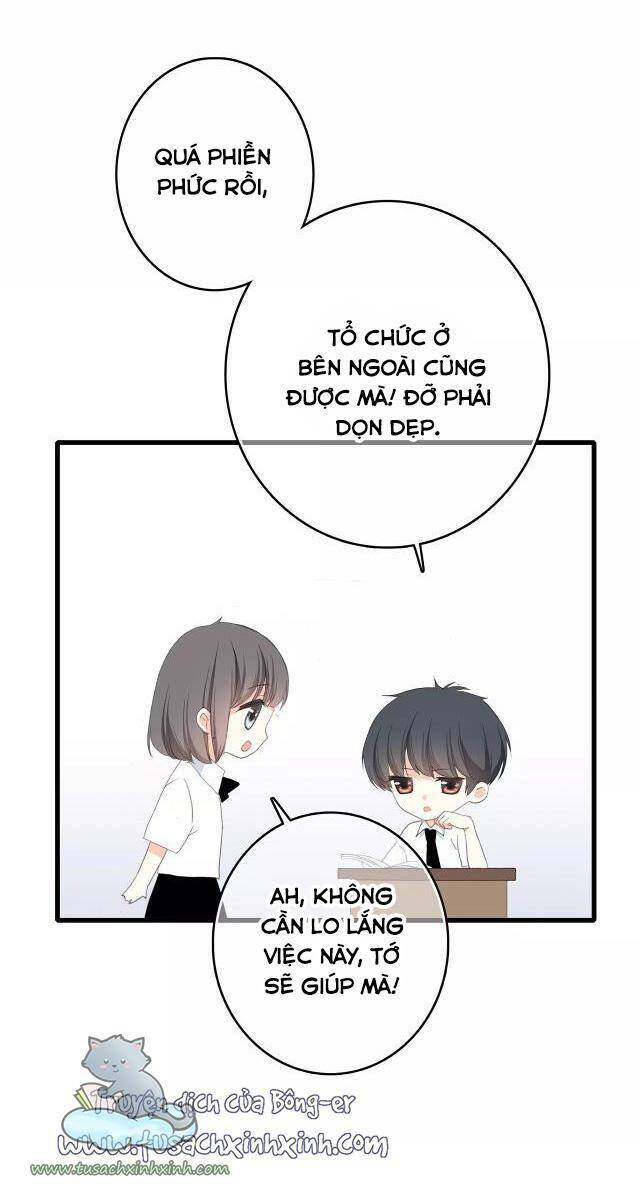 QUÁ PHIỀN
PHỨC RỒI,
TỔ CHỨC Ở
BÊN NGOÀI CŨNG
ĐƯỢC MÀ! ĐỠ PHẢI
DỌN DẸP.
AH, KHÔNG
CẦN LO LẮNG
VIỆC NÀY, TỚ
SẼ GIÚP MÀ!
Truyện dịch của Bông-er
www.tusachxinhxinh.com
www.tusachxinhxinh.com